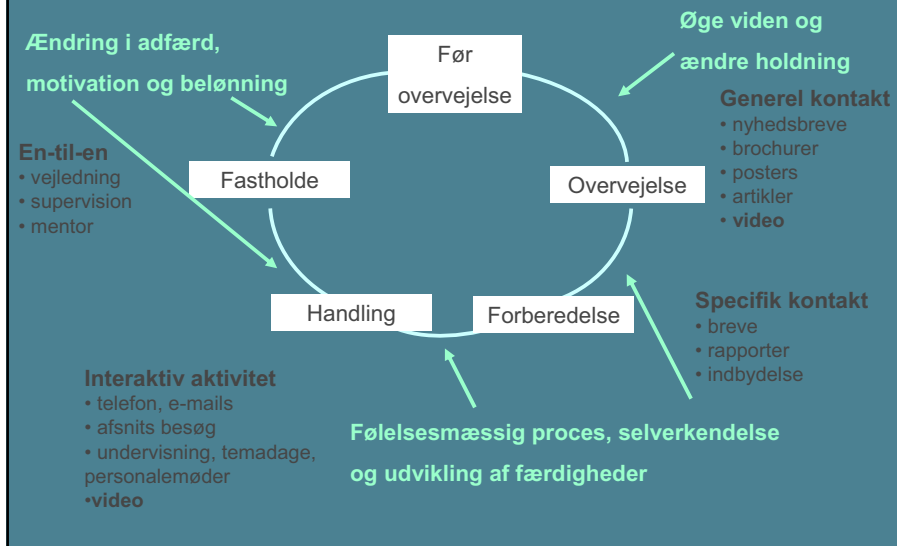 Ændring i adfærd,
motivation og belønning
Før
overvejelse
Øge viden og
ændre holdning
Generel kontakt
• nyhedsbreve
• brochurer
• posters
• artikler
• video
En-til-en
• vejledning
• supervision
• mentor
Fastholde
Overvejelse
Handling
Forberedelse
Specifik kontakt
• breve
• rapporter
• indbydelse
Interaktiv aktivitet
• telefon, e-mails
• afsnits besøg
• undervisning, temadage,
personalemøder
•video
Følelsesmæssig proces, selverkendelse
og udvikling af færdigheder